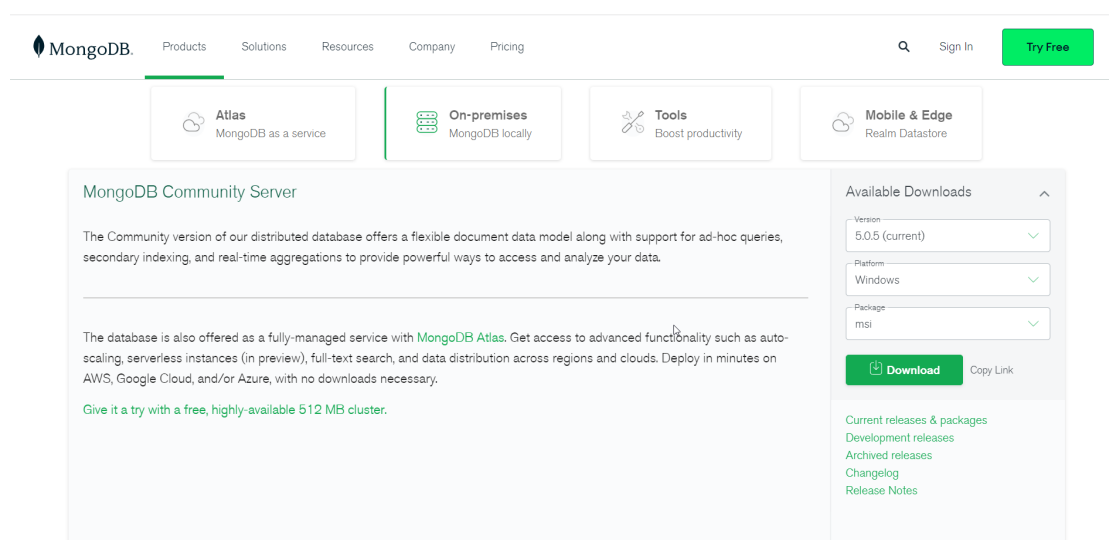 MongoDB. Products Solutions Resources Company Pricing Sign In Try Free
Atlas
MongoDB as a service
On-premises
MongoDB locally
Tools
Boost productivity
Mobile & Edge
Realm Datastore
MongoDB Community Server
The Community version of our distributed database offers a flexible document data model along with support for ad-hoc queries,
secondary indexing, and real-time aggregations to provide powerful ways to access and analyze your data.
The database is also offered as a fully-managed service with MongoDB Atlas. Get access to advanced functionality such as auto-
scaling, serverless instances (in preview), full-text search, and data distribution across regions and clouds. Deploy in minutes on
AWS, Google Cloud, and/or Azure, with no downloads necessary.
Give it a try with a free, highly-available 512 MB cluster.
Available Downloads
Version
5.0.5 (current)
Platform
Windows
Package
msi
Download Copy Link
Current releases & packages
Development releases
Archived releases
Changelog
Release Notes